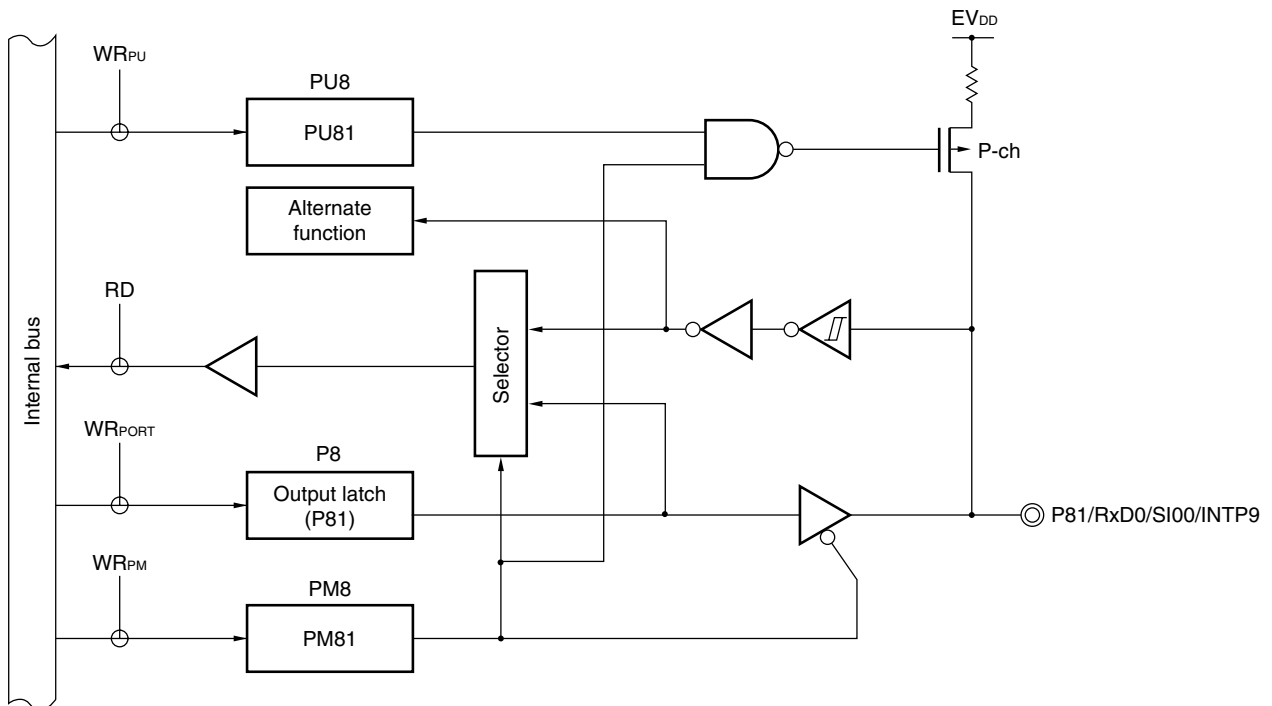 EVDD
WRPU
PU8
PU81
P-ch
Alternate
function
RD
Selector
Internal bus
WRPORT
P8
Output latch
(P81)
P81/RxD0/SI00/INTP9
WRPM
PM8
PM81